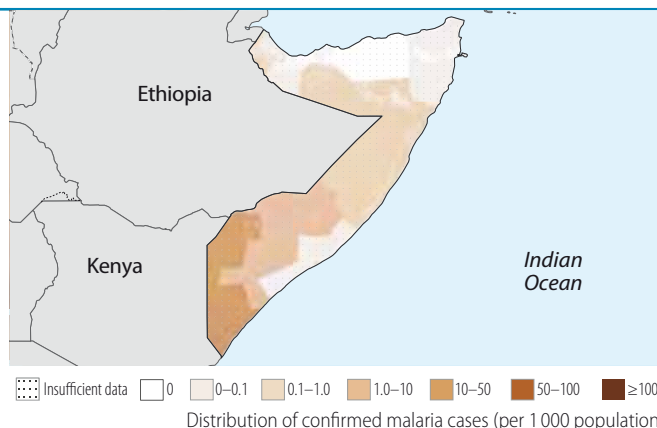 Ethiopia
Kenya
Indian
Ocean
Insufficient data 0 0–0.1 0.1–1.0 1.0–10 10–50 50–100 ≥100
Distribution of confirmed malaria cases (per 1 000 population